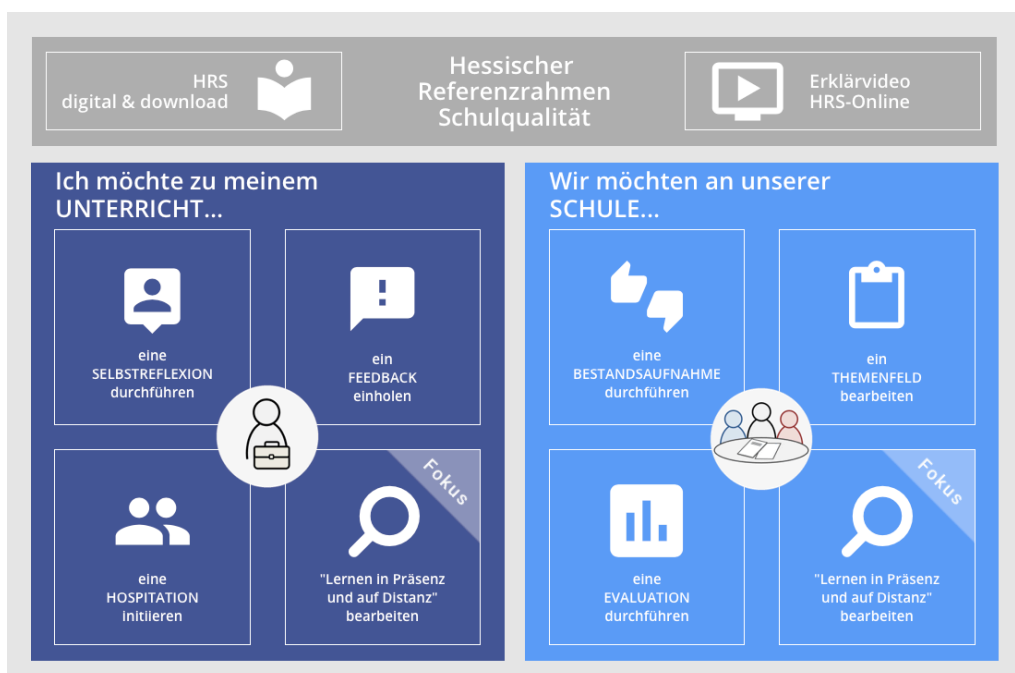 HRS
digital & download
Hessischer
Referenzrahmen
Schulqualität
Erklärvideo
HRS-Online
Ich möchte zu meinem
UNTERRICHT...
eine
SELBSTREFLEXION
durchführen
ein
FEEDBACK
einholen
eine
HOSPITATION
initiieren
Fokus
"Lernen in Präsenz
und auf Distanz"
bearbeiten
Wir möchten an unserer
SCHULE...
eine
BESTANDSAUFNAHME
durchführen
ein
THEMENFELD
bearbeiten
eine
EVALUATION
durchführen
Fokus
"Lernen in Präsenz
und auf Distanz"
bearbeiten